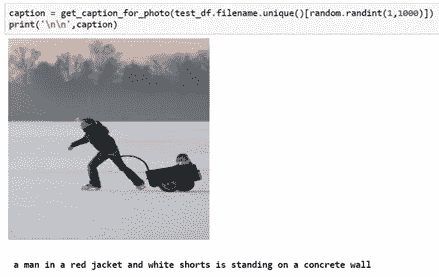 caption = get_caption_for_photo(test_df.filename.unique()[random.randint(1,1000)])
print('\n\n',caption)
a man in a red jacket and white shorts is standing on a concrete wall